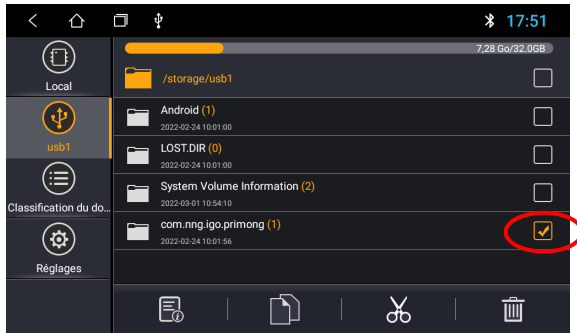 17:51
7,28 Go/32.0GB
Local
/storage/usb1
Android (1)
2022-02-24 10:01:00
usb1
LOST.DIR (0)
2022-02-24 10:01:00
System Volume Information (2)
2022-03-01 10:54:10
Classification du do...
com.nng.igo.primong (1)
2022-02-24 10:01:56
Réglages